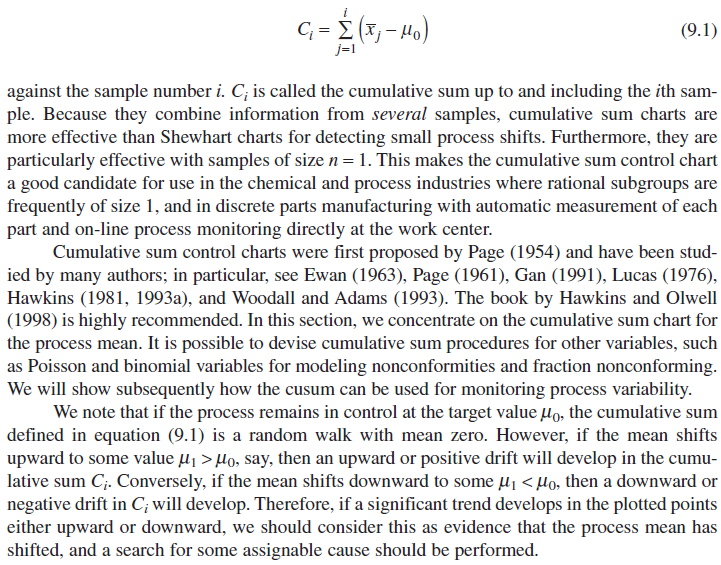 C_i = \sum_{j=1}^{i} (\bar{x}_j − μ_0) (9.1)
against the sample number i. C_i is called the cumulative sum up to and including the ith sam-
ple. Because they combine information from several samples, cumulative sum charts are
more effective than Shewhart charts for detecting small process shifts. Furthermore, they are
particularly effective with samples of size n = 1. This makes the cumulative sum control chart
a good candidate for use in the chemical and process industries where rational subgroups are
frequently of size 1, and in discrete parts manufacturing with automatic measurement of each
part and on-line process monitoring directly at the work center.
Cumulative sum control charts were first proposed by Page (1954) and have been stud-
ied by many authors; in particular, see Ewan (1963), Page (1961), Gan (1991), Lucas (1976),
Hawkins (1981, 1993a), and Woodall and Adams (1993). The book by Hawkins and Olwell
(1998) is highly recommended. In this section, we concentrate on the cumulative sum chart for
the process mean. It is possible to devise cumulative sum procedures for other variables, such
as Poisson and binomial variables for modeling nonconformities and fraction nonconforming.
We will show subsequently how the cusum can be used for monitoring process variability.
We note that if the process remains in control at the target value μ_0, the cumulative sum
defined in equation (9.1) is a random walk with mean zero. However, if the mean shifts
upward to some value μ_1 > μ_0, say, then an upward or positive drift will develop in the cumu-
lative sum C_i. Conversely, if the mean shifts downward to some μ_1 < μ_0, then a downward or
negative drift in C_i will develop. Therefore, if a significant trend develops in the plotted points
either upward or downward, we should consider this as evidence that the process mean has
shifted, and a search for some assignable cause should be performed.